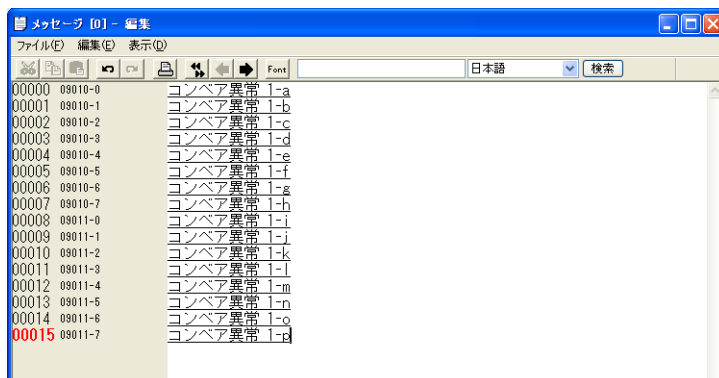 メッセージ [0] - 編集
ファイル(F) 編集(E) 表示(D)
Font 日本語 検索
00000 09010-0 コンベア異常 1-a
00001 09010-1 コンベア異常 1-b
00002 09010-2 コンベア異常 1-c
00003 09010-3 コンベア異常 1-d
00004 09010-4 コンベア異常 1-e
00005 09010-5 コンベア異常 1-f
00006 09010-6 コンベア異常 1-g
00007 09010-7 コンベア異常 1-h
00008 09011-0 コンベア異常 1-i
00009 09011-1 コンベア異常 1-j
00010 09011-2 コンベア異常 1-k
00011 09011-3 コンベア異常 1-l
00012 09011-4 コンベア異常 1-m
00013 09011-5 コンベア異常 1-n
00014 09011-6 コンベア異常 1-o
00015 09011-7 コンベア異常 1-p